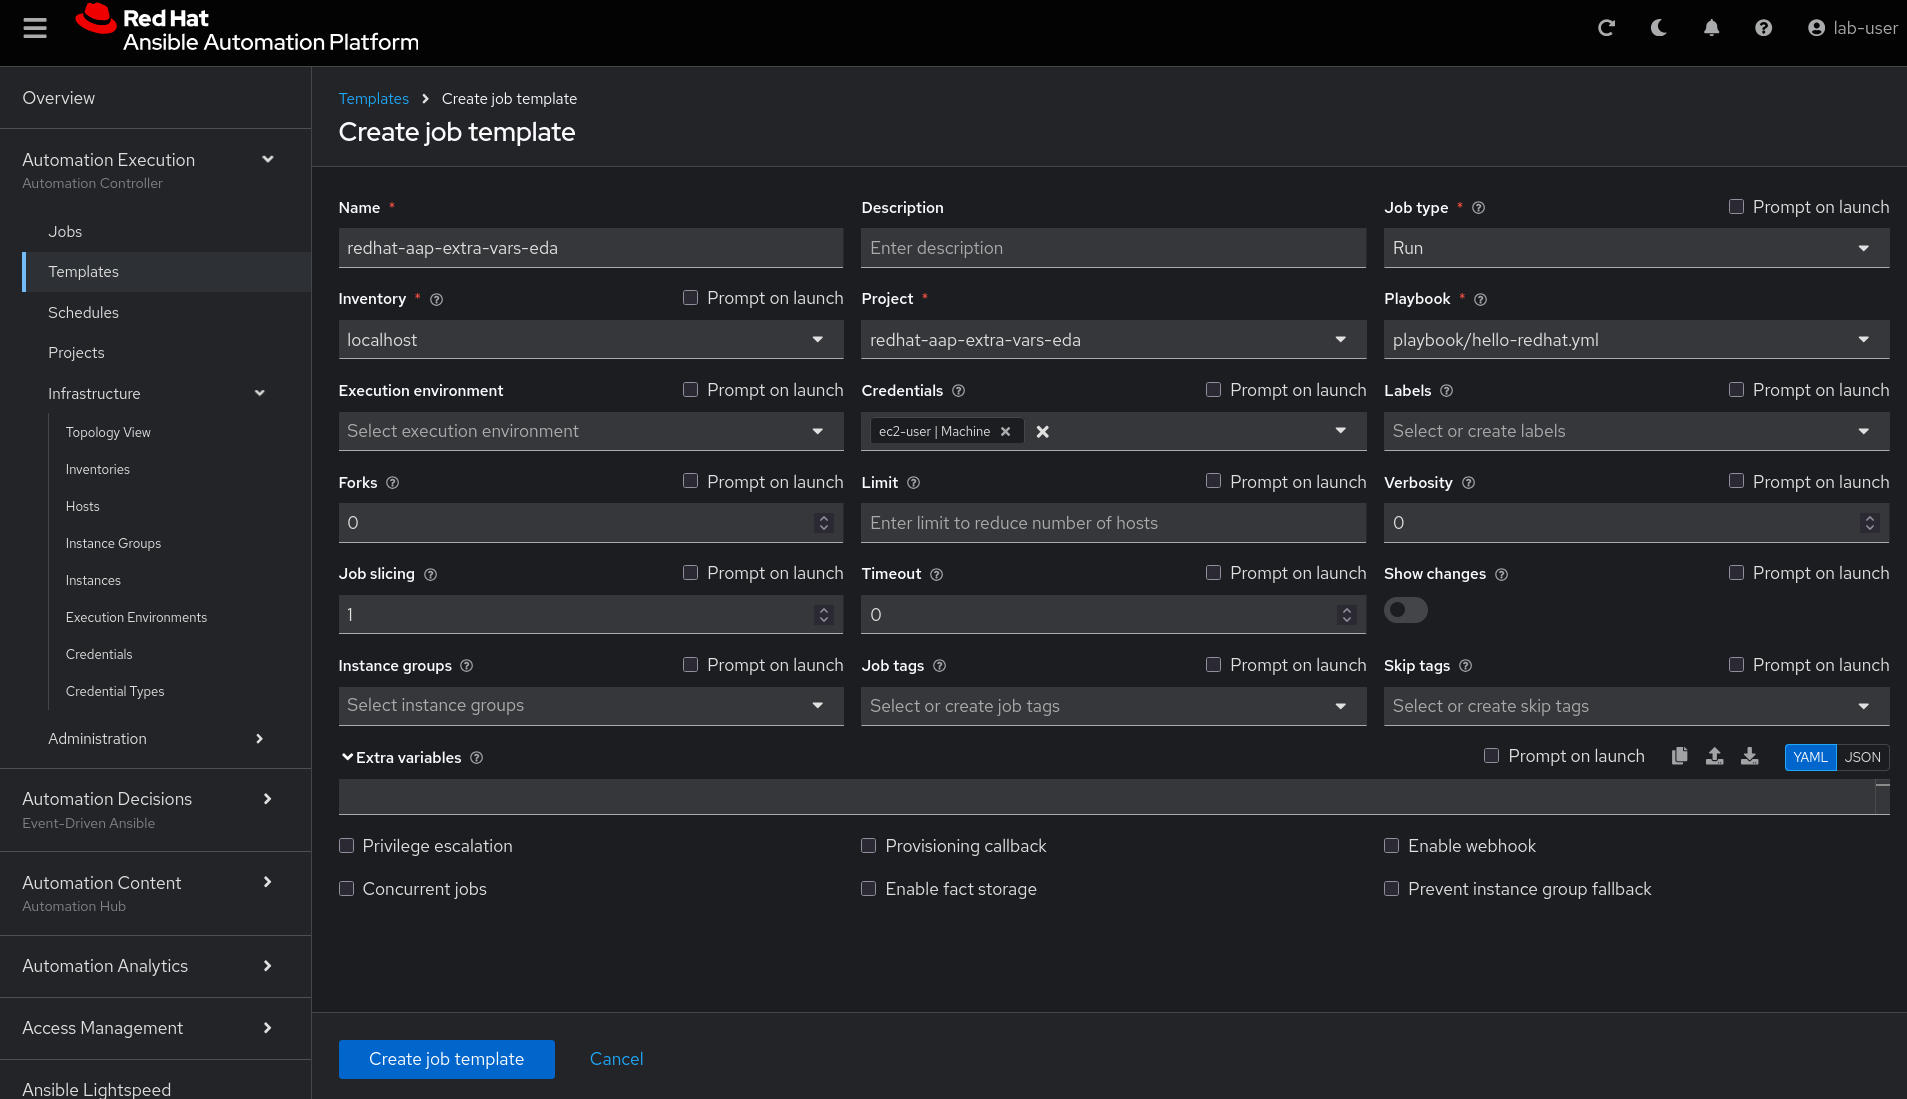 Red Hat
Ansible Automation Platform
lab-user
Overview
Automation Execution
Automation Controller
Jobs
Templates
Schedules
Projects
Infrastructure
Topology View
Inventories
Hosts
Instance Groups
Instances
Execution Environments
Credentials
Credential Types
Administration
Automation Decisions
Event-Driven Ansible
Automation Content
Automation Hub
Automation Analytics
Access Management
Ansible Lightspeed
Templates > Create job template
Create job template
Name * Description Job type * Prompt on launch
redhat-aap-extra-vars-eda Enter description Run
Inventory * Prompt on launch Project * Playbook *
localhost redhat-aap-extra-vars-eda playbook/hello-redhat.yml
Execution environment Prompt on launch Credentials Prompt on launch Labels Prompt on launch
Select execution environment ec2-user | Machine Select or create labels
Forks Prompt on launch Limit Prompt on launch Verbosity Prompt on launch
0 Enter limit to reduce number of hosts 0
Job slicing Prompt on launch Timeout Prompt on launch Show changes Prompt on launch
1 0
Instance groups Prompt on launch Job tags Prompt on launch Skip tags Prompt on launch
Select instance groups Select or create job tags Select or create skip tags
Extra variables Prompt on launch YAML JSON
Privilege escalation Provisioning callback Enable webhook
Concurrent jobs Enable fact storage Prevent instance group fallback
Create job template Cancel